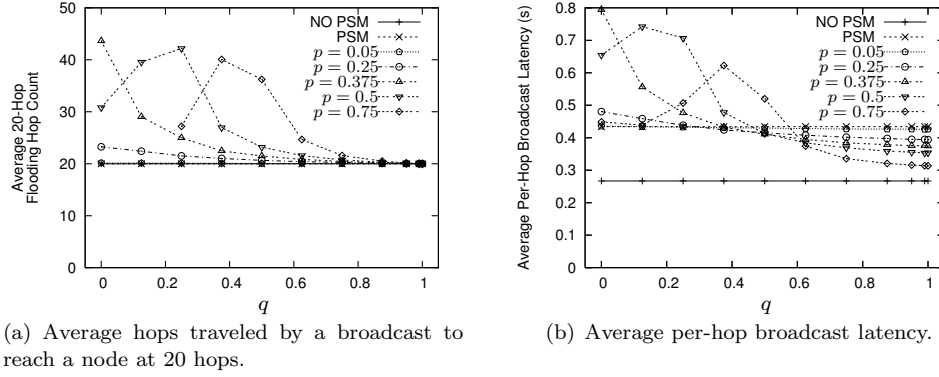 Average 20-Hop
Flooding Hop Count
50
40
30
20
10
0
0 0.2 0.4 0.6 0.8 1
q
NO PSM
PSM
p = 0.05
p = 0.25
p = 0.375
p = 0.5
p = 0.75
(a) Average hops traveled by a broadcast to
reach a node at 20 hops.
Average Per-Hop Broadcast Latency (s)
0.8
0.7
0.6
0.5
0.4
0.3
0.2
0.1
0
0 0.2 0.4 0.6 0.8 1
q
NO PSM
PSM
p = 0.05
p = 0.25
p = 0.375
p = 0.5
p = 0.75
(b) Average per-hop broadcast latency.